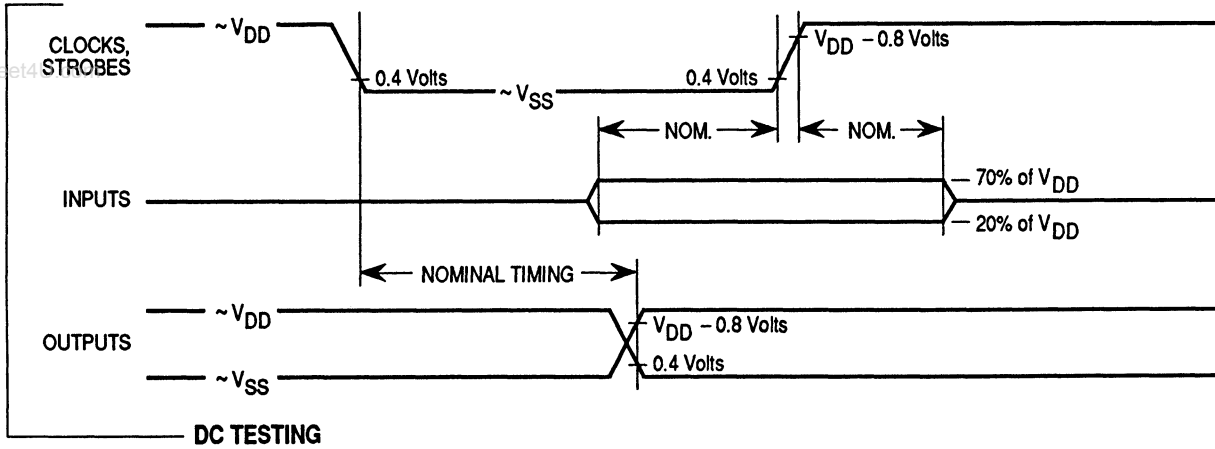 ~ VDD
CLOCKS,
STROBES
VDD – 0.8 Volts
0.4 Volts
0.4 Volts
~ VSS
NOM.
NOM.
INPUTS
70% of VDD
20% of VDD
NOMINAL TIMING
~ VDD
OUTPUTS
VDD – 0.8 Volts
0.4 Volts
~ VSS
DC TESTING